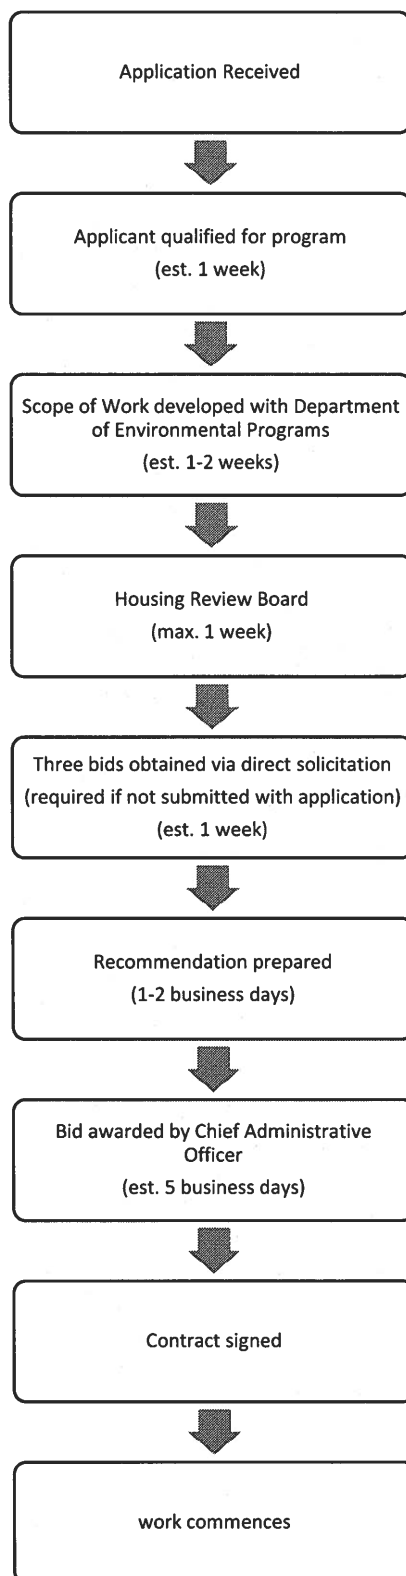 Application Received
Applicant qualified for program
(est. 1 week)
Scope of Work developed with Department
of Environmental Programs
(est. 1-2 weeks)
Housing Review Board
(max. 1 week)
Three bids obtained via direct solicitation
(required if not submitted with application)
(est. 1 week)
Recommendation prepared
(1-2 business days)
Bid awarded by Chief Administrative
Officer
(est. 5 business days)
Contract signed
work commences